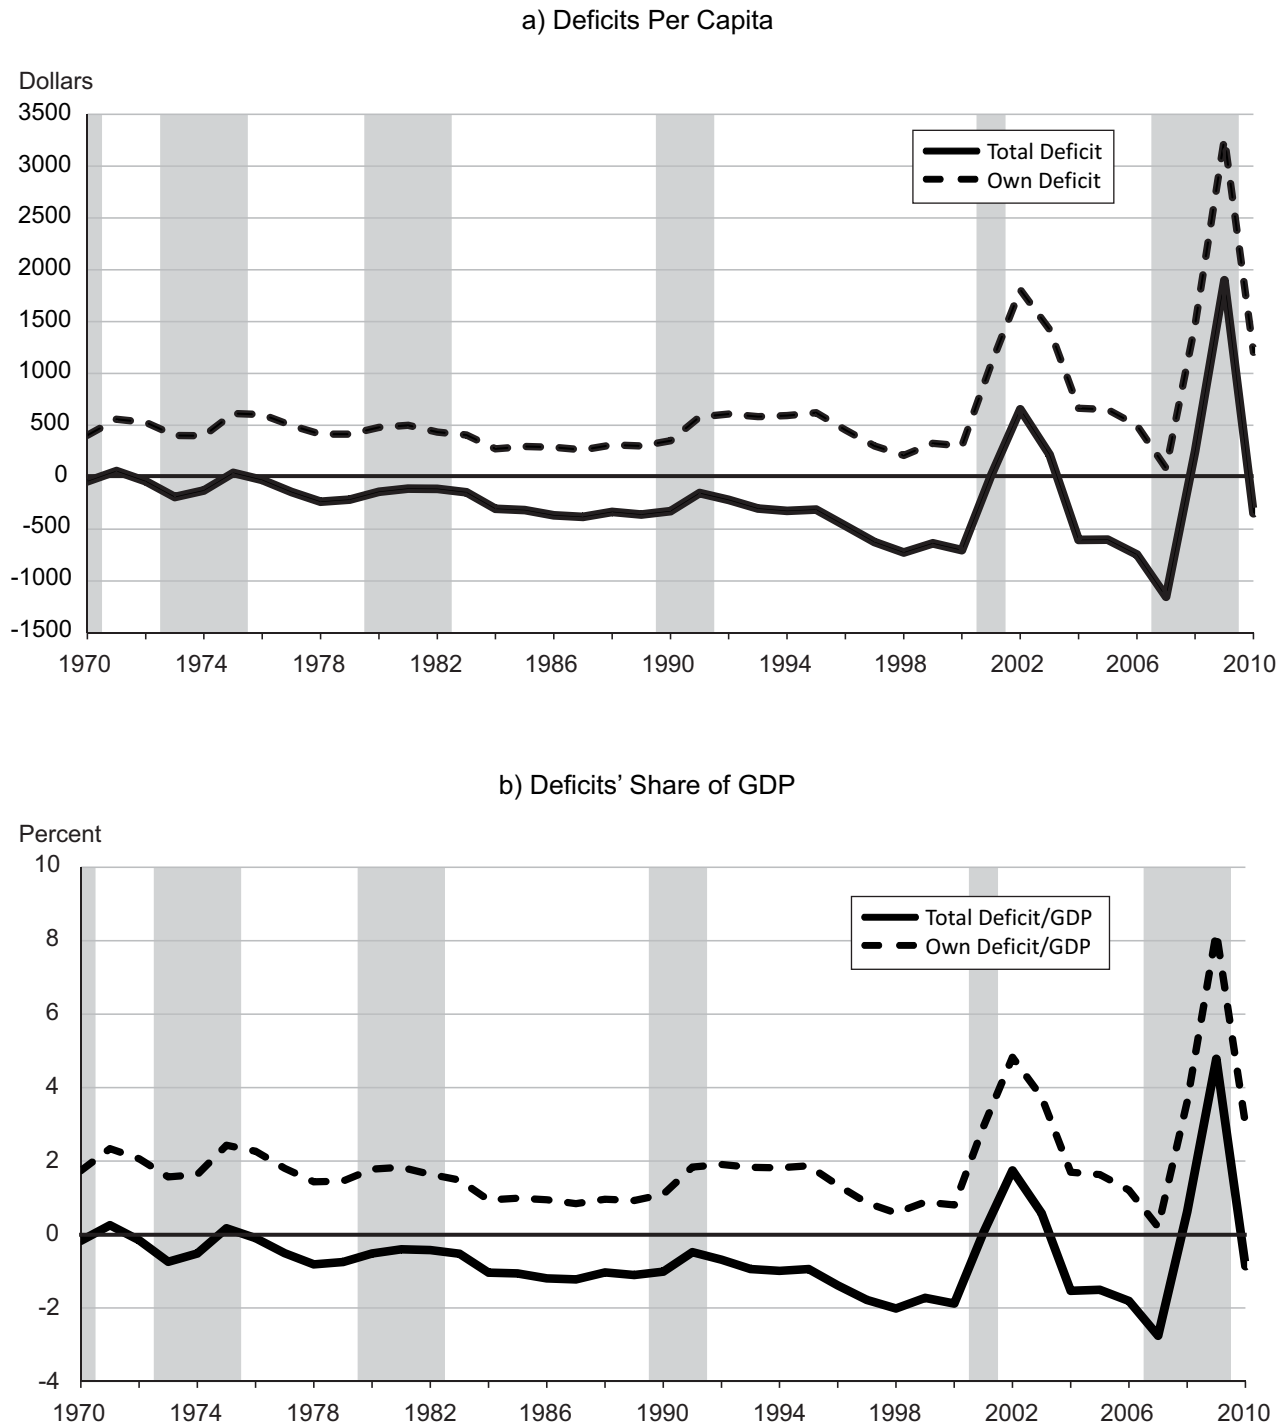 a) Deficits Per Capita
Dollars
3500
3000
2500
2000
1500
1000
500
0
-500
-1000
-1500
Total Deficit
Own Deficit
1970 1974 1978 1982 1986 1990 1994 1998 2002 2006 2010
b) Deficits’ Share of GDP
Percent
10
8
6
4
2
0
-2
-4
Total Deficit/GDP
Own Deficit/GDP
1970 1974 1978 1982 1986 1990 1994 1998 2002 2006 2010